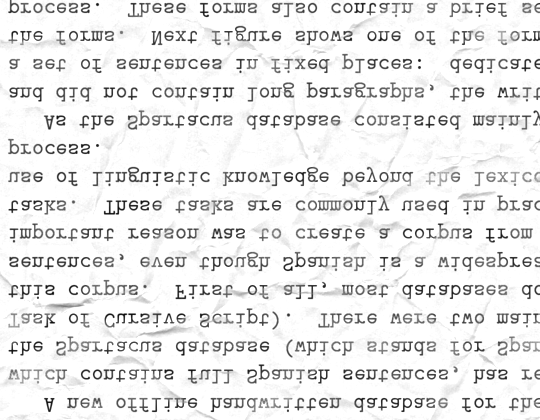 A new offline handwritten database for the
which contains full Spanish sentences, has re
the Spartacus database (which stands for Spar
Task of Cursive Script). There were two main
this corpus. First of all, most databases do
sentences, even though Spanish is a widesprea
important reason was to create a corpus from
tasks. These tasks are commonly used in prac
use of linguistic knowledge beyond the lexico
process.
As the Spartacus database consisted mainly
and did not contain long paragraphs, the writ
a set of sentences in fixed places: dedicate
the forms. Next figure shows one of the form
process. These forms also contain a brief se